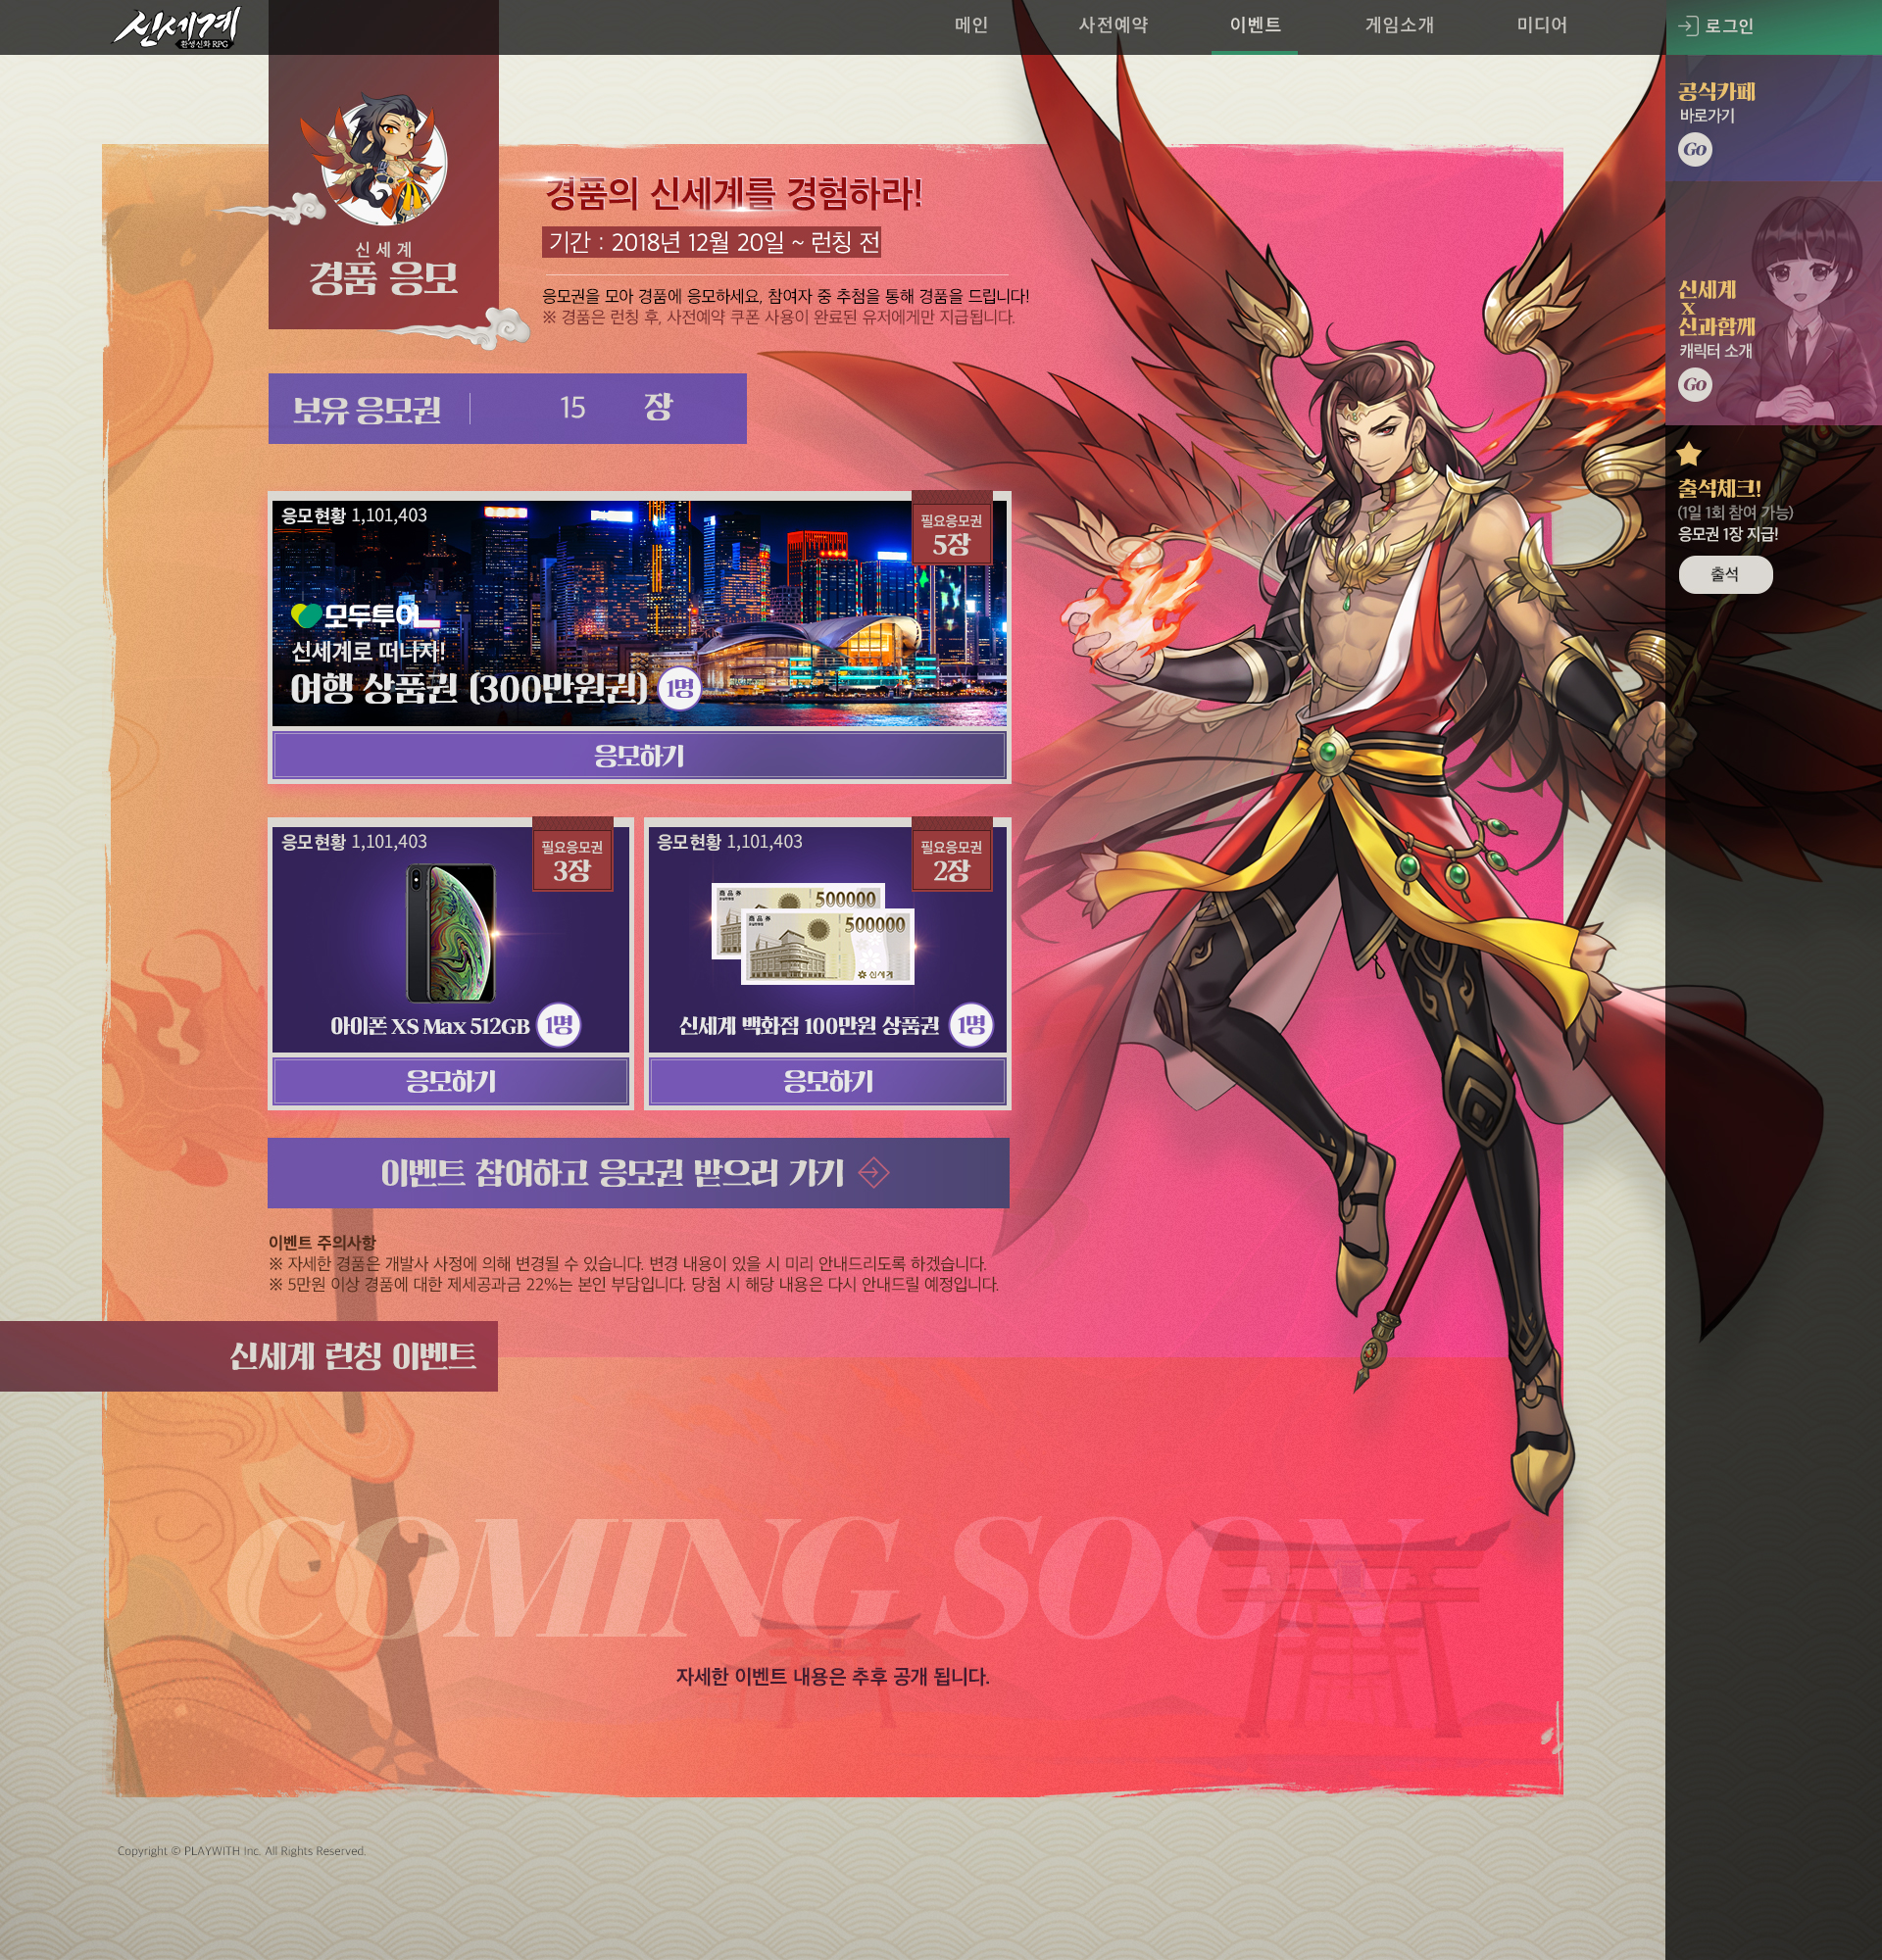 신세계
환생신화 RPG
메인
사전예약
이벤트
게임소개
미디어
로그인
공식카페
바로가기
Go
신세계
X
신과함께
캐릭터 소개
Go
출석체크!
(1일 1회 참여 가능)
응모권 1장 지급!
출석
신세계
경품 응모
경품의 신세계를 경험하라!
기간 : 2018년 12월 20일 ~ 런칭 전
응모권을 모아 경품에 응모하세요, 참여자 중 추첨을 통해 경품을 드립니다!
※ 경품은 런칭 후, 사전예약 쿠폰 사용이 완료된 유저에게만 지급됩니다.
보유 응모권 15 장
응모현황 1,101,403
필요응모권
5장
모두투어
신세계로 떠나자!
여행 상품권 (300만원권) 1명
응모하기
응모현황 1,101,403
필요응모권
3장
아이폰 XS Max 512GB 1명
응모하기
응모현황 1,101,403
필요응모권
2장
商品券
500000
商品券
500000
신세계
신세계 백화점 100만원 상품권 1명
응모하기
이벤트 참여하고 응모권 받으러 가기
이벤트 주의사항
※ 자세한 경품은 개발사 사정에 의해 변경될 수 있습니다. 변경 내용이 있을 시 미리 안내드리도록 하겠습니다.
※ 5만원 이상 경품에 대한 제세공과금 22%는 본인 부담입니다. 당첨 시 해당 내용은 다시 안내드릴 예정입니다.
신세계 런칭 이벤트
COMING SOON
자세한 이벤트 내용은 추후 공개 됩니다.
Copyright © PLAYWITH Inc. All Rights Reserved.